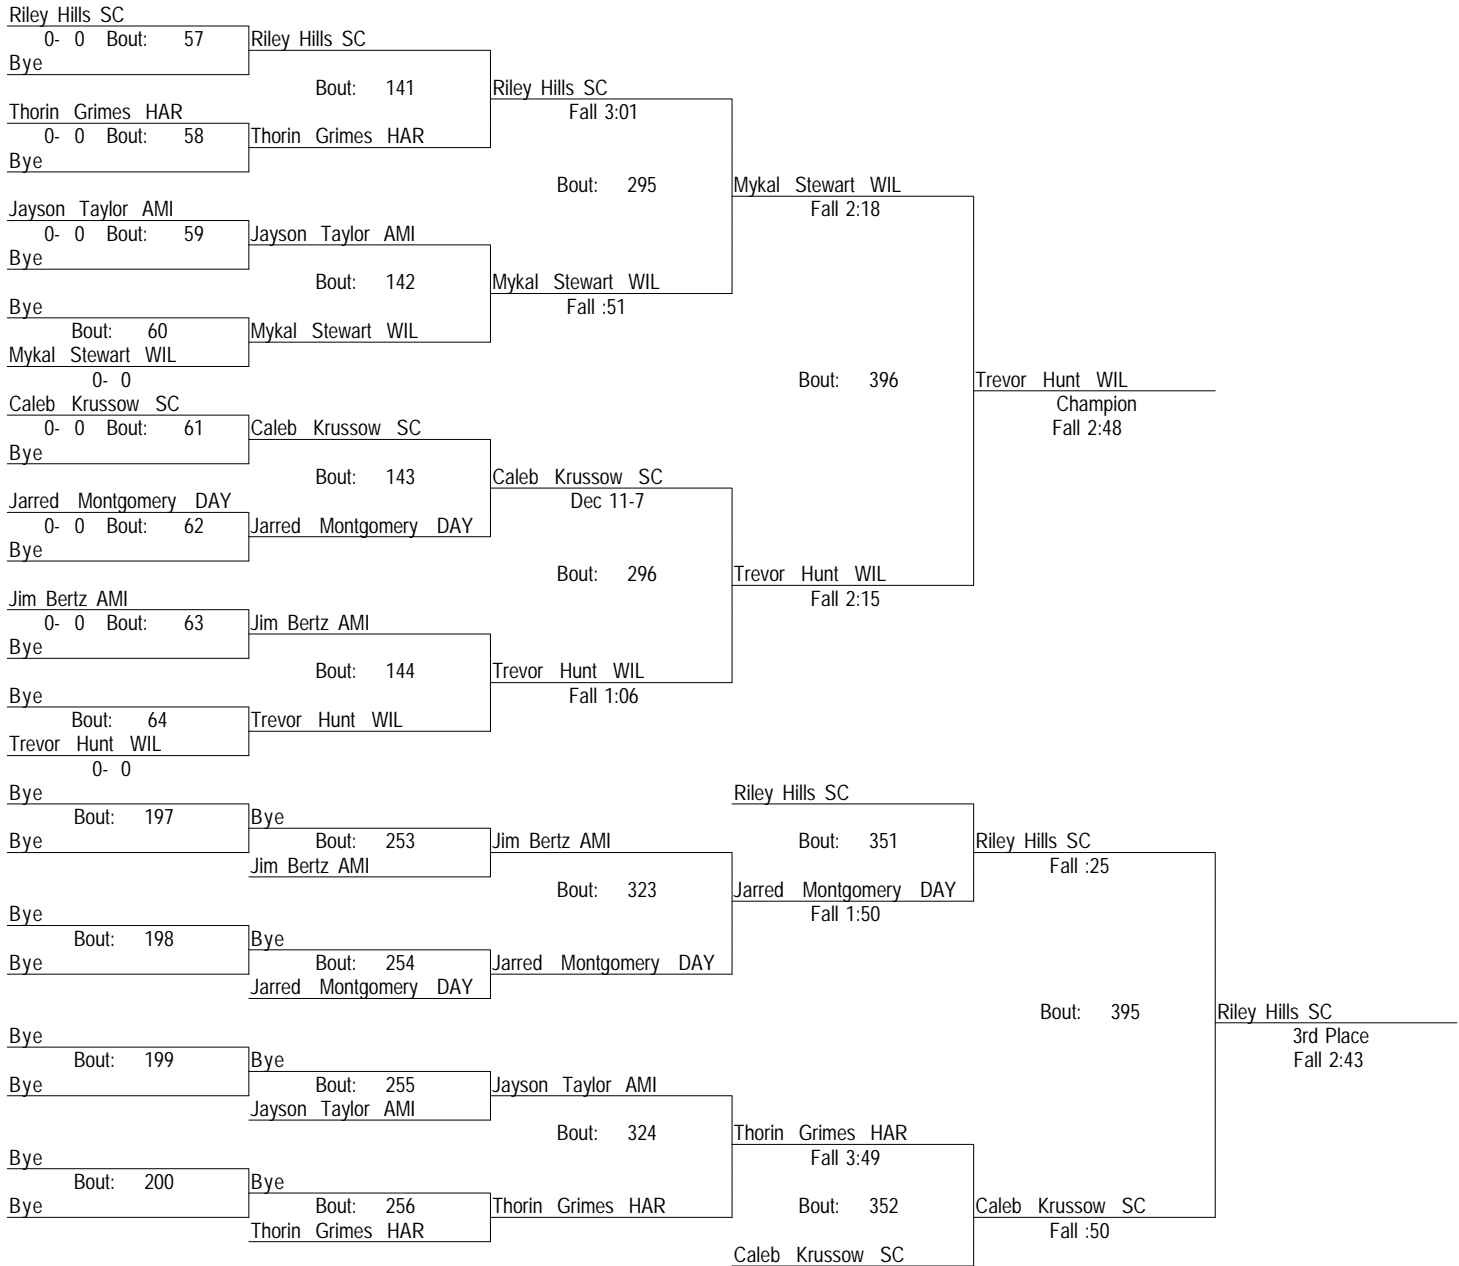 Riley Hills SC
0- 0 Bout: 57 Riley Hills SC
Bye
Bout: 141 Riley Hills SC
Thorin Grimes HAR Fall 3:01
0- 0 Bout: 58 Thorin Grimes HAR
Bye
Bout: 295 Mykal Stewart WIL
Jayson Taylor AMI Fall 2:18
0- 0 Bout: 59 Jayson Taylor AMI
Bye
Bout: 142 Mykal Stewart WIL
Bye Fall :51
Bout: 60 Mykal Stewart WIL
Mykal Stewart WIL
0- 0 Bout: 396 Trevor Hunt WIL
Caleb Krussow SC Champion
0- 0 Bout: 61 Caleb Krussow SC Fall 2:48
Bye
Bout: 143 Caleb Krussow SC
Jarred Montgomery DAY Dec 11-7
0- 0 Bout: 62 Jarred Montgomery DAY
Bye
Bout: 296 Trevor Hunt WIL
Jim Bertz AMI Fall 2:15
0- 0 Bout: 63 Jim Bertz AMI
Bye
Bout: 144 Trevor Hunt WIL
Bye Fall 1:06
Bout: 64 Trevor Hunt WIL
Trevor Hunt WIL
0- 0
Bye Riley Hills SC
Bout: 197 Bye
Bye Bout: 253 Jim Bertz AMI Bout: 351 Riley Hills SC
Jim Bertz AMI Fall :25
Bout: 323 Jarred Montgomery DAY
Bye Fall 1:50
Bout: 198 Bye
Bye Bout: 254 Jarred Montgomery DAY
Jarred Montgomery DAY
Bout: 395 Riley Hills SC
Bye 3rd Place
Bout: 199 Bye Fall 2:43
Bye Bout: 255 Jayson Taylor AMI
Jayson Taylor AMI
Bout: 324 Thorin Grimes HAR
Bye Fall 3:49
Bout: 200 Bye
Bye Bout: 256 Thorin Grimes HAR Bout: 352 Caleb Krussow SC
Thorin Grimes HAR Fall :50
Caleb Krussow SC